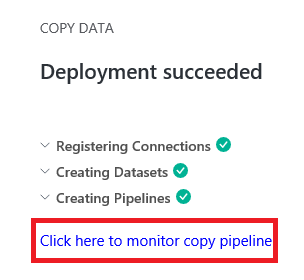 COPY DATA
Deployment succeeded
Registering Connections
Creating Datasets
Creating Pipelines
Click here to monitor copy pipeline